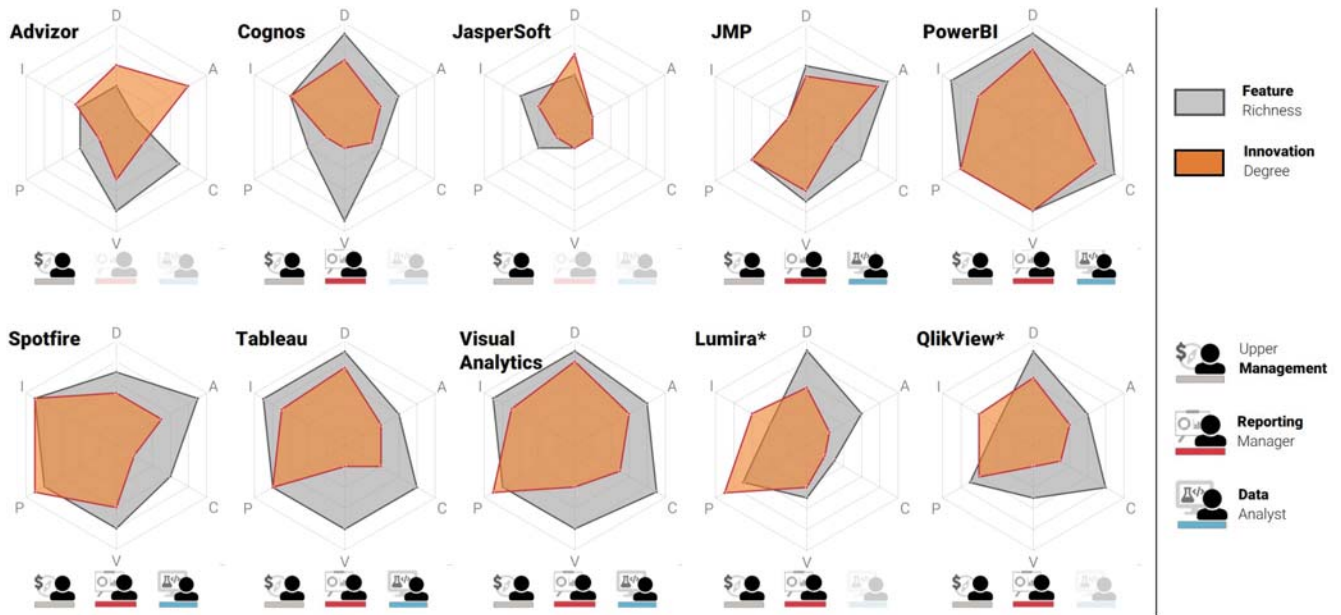 Advizor
D
I
A
P
C
V
Cognos
D
I
A
P
C
V
JasperSoft
D
I
A
P
C
V
JMP
D
I
A
P
C
V
PowerBI
D
I
A
P
C
V
Feature
Richness
Innovation
Degree
Spotfire
D
I
A
P
C
V
Tableau
D
I
A
P
C
V
Visual
Analytics
D
I
A
P
C
V
Lumira*
D
I
A
P
C
V
QlikView*
D
I
A
P
C
V
$
Upper
Management
Reporting
Manager
</>
Data
Analyst